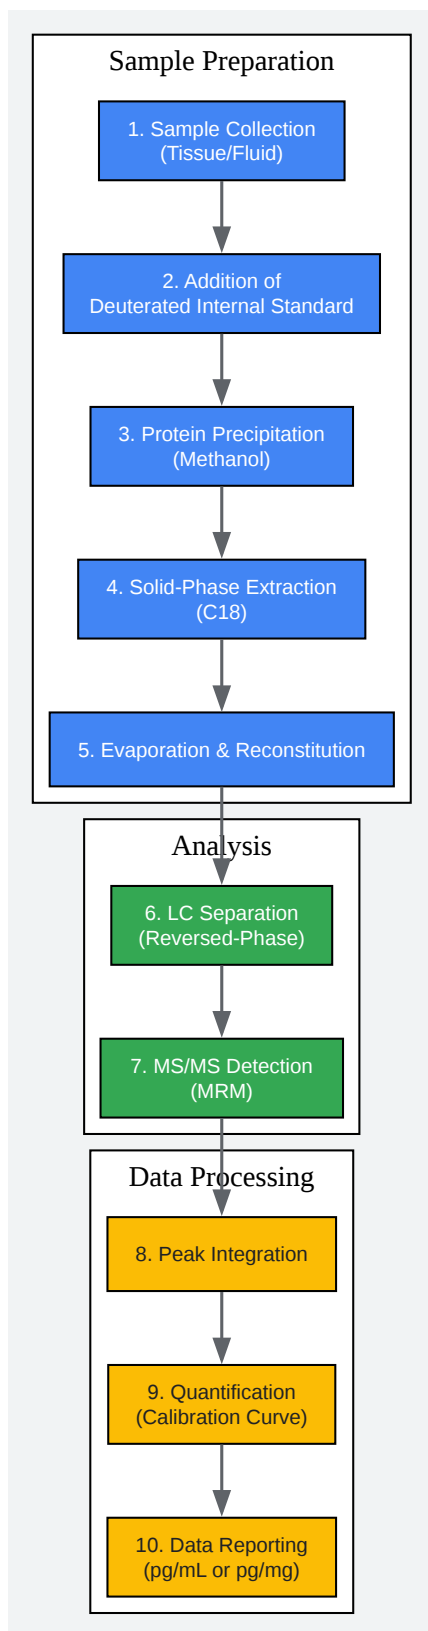 Sample Preparation
1. Sample Collection
(Tissue/Fluid)
2. Addition of
Deuterated Internal Standard
3. Protein Precipitation
(Methanol)
4. Solid-Phase Extraction
(C18)
5. Evaporation & Reconstitution
Analysis
6. LC Separation
(Reversed-Phase)
7. MS/MS Detection
(MRM)
Data Processing
8. Peak Integration
9. Quantification
(Calibration Curve)
10. Data Reporting
(pg/mL or pg/mg)